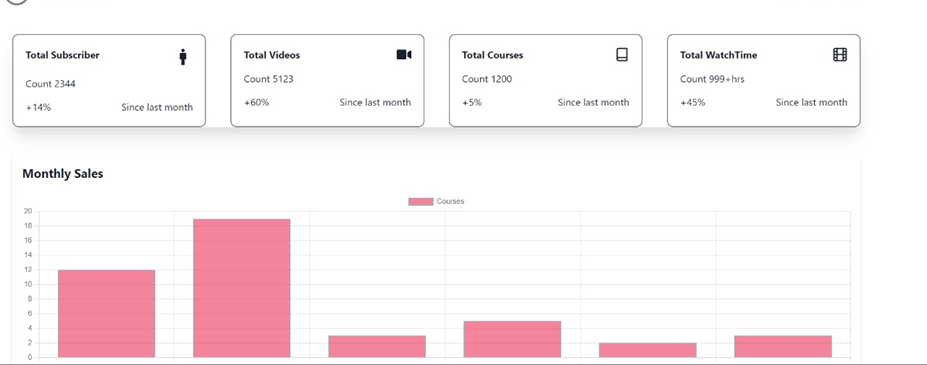 Total Subscriber
Count 2344
+14% Since last month
Total Videos
Count 5123
+60% Since last month
Total Courses
Count 1200
+5% Since last month
Total WatchTime
Count 999+hrs
+45% Since last month
Monthly Sales
Courses
20
18
16
14
12
10
8
6
4
2
0